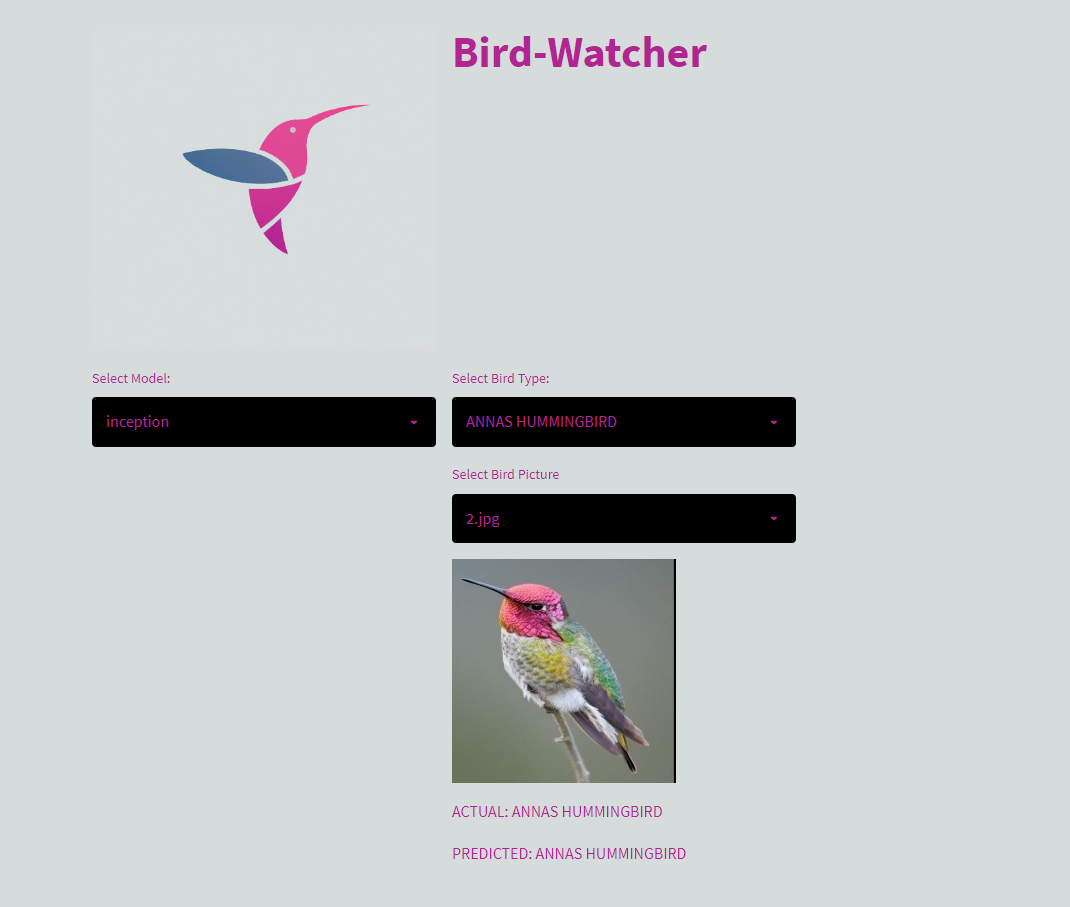 Bird-Watcher
Select Model:
inception
Select Bird Type:
ANNAS HUMMINGBIRD
Select Bird Picture
2.jpg
ACTUAL: ANNAS HUMMINGBIRD
PREDICTED: ANNAS HUMMINGBIRD